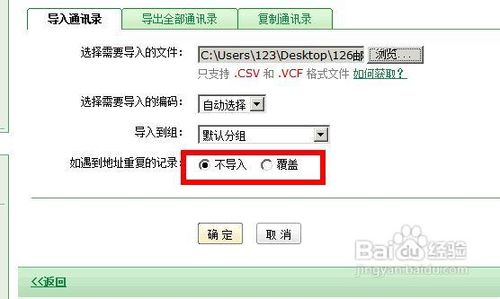 导入通讯录 导出全部通讯录 复制通讯录
选择需要导入的文件: C:\Users\123\Desktop\126邮 浏览...
只支持 .CSV 和 .VCF 格式文件 如何获取?
选择需要导入的编码: 自动选择
导入到组: 默认分组
如遇到地址重复的记录: 不导入 覆盖
确 定 取 消
Baidu经验
jingyan.baidu.com
<<返回